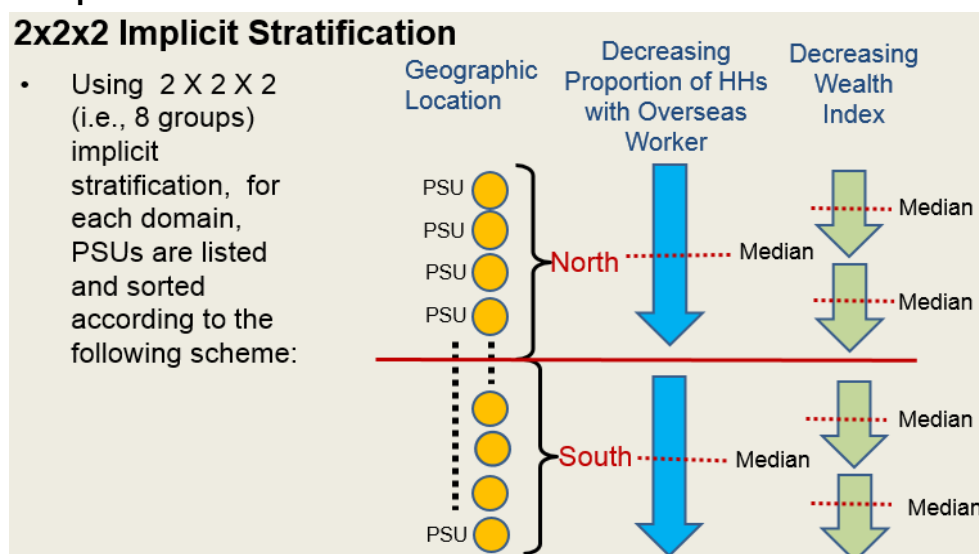 2x2x2 Implicit Stratification
• Using 2 X 2 X 2
(i.e., 8 groups)
implicit
stratification, for
each domain,
PSUs are listed
and sorted
according to the
following scheme:
Geographic
Location
Decreasing
Proportion of HHs
with Overseas
Worker
Decreasing
Wealth
Index
PSU
PSU
PSU
PSU
North
Median
Median
Median
South
Median
Median
Median
PSU